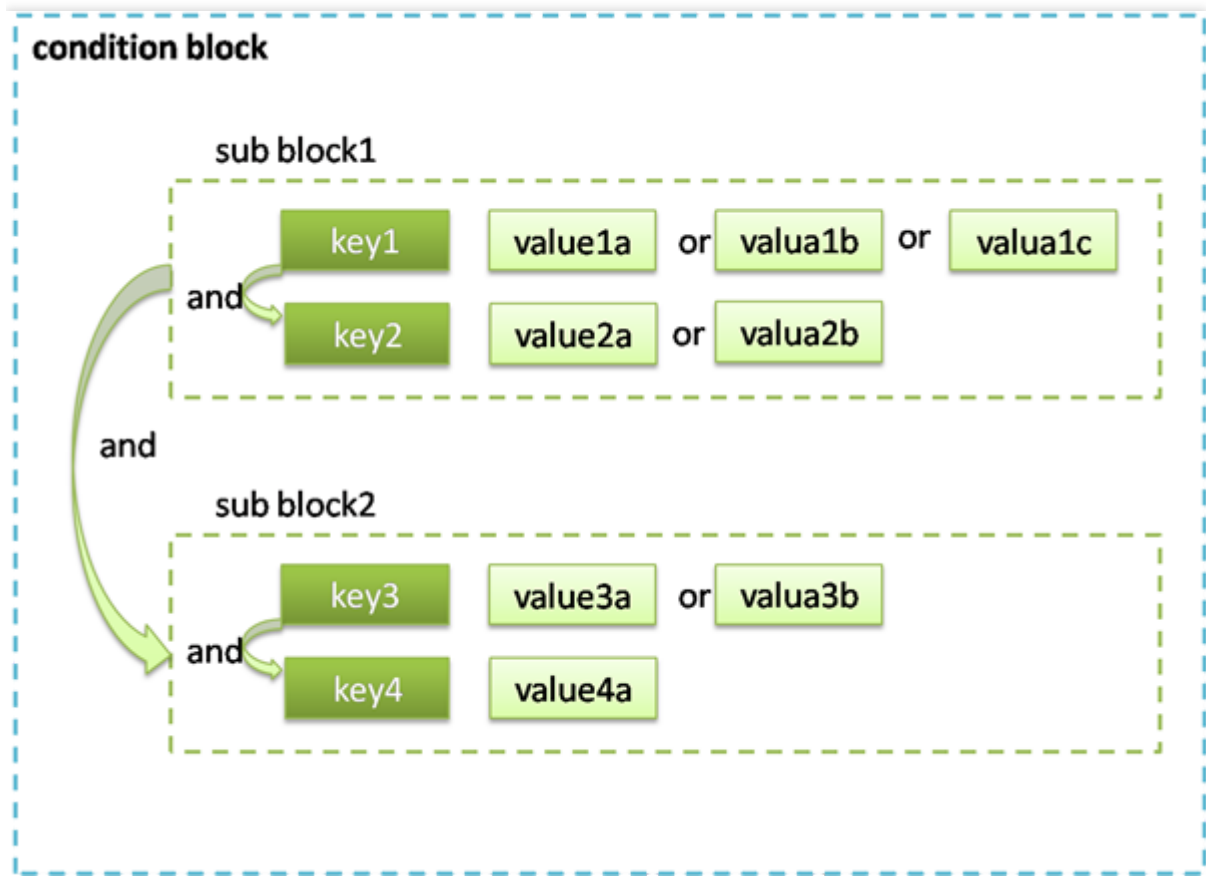 condition block
sub block1
key1 value1a or valua1b or valua1c
and
key2 value2a or valua2b
and
sub block2
key3 value3a or valua3b
and
key4 value4a